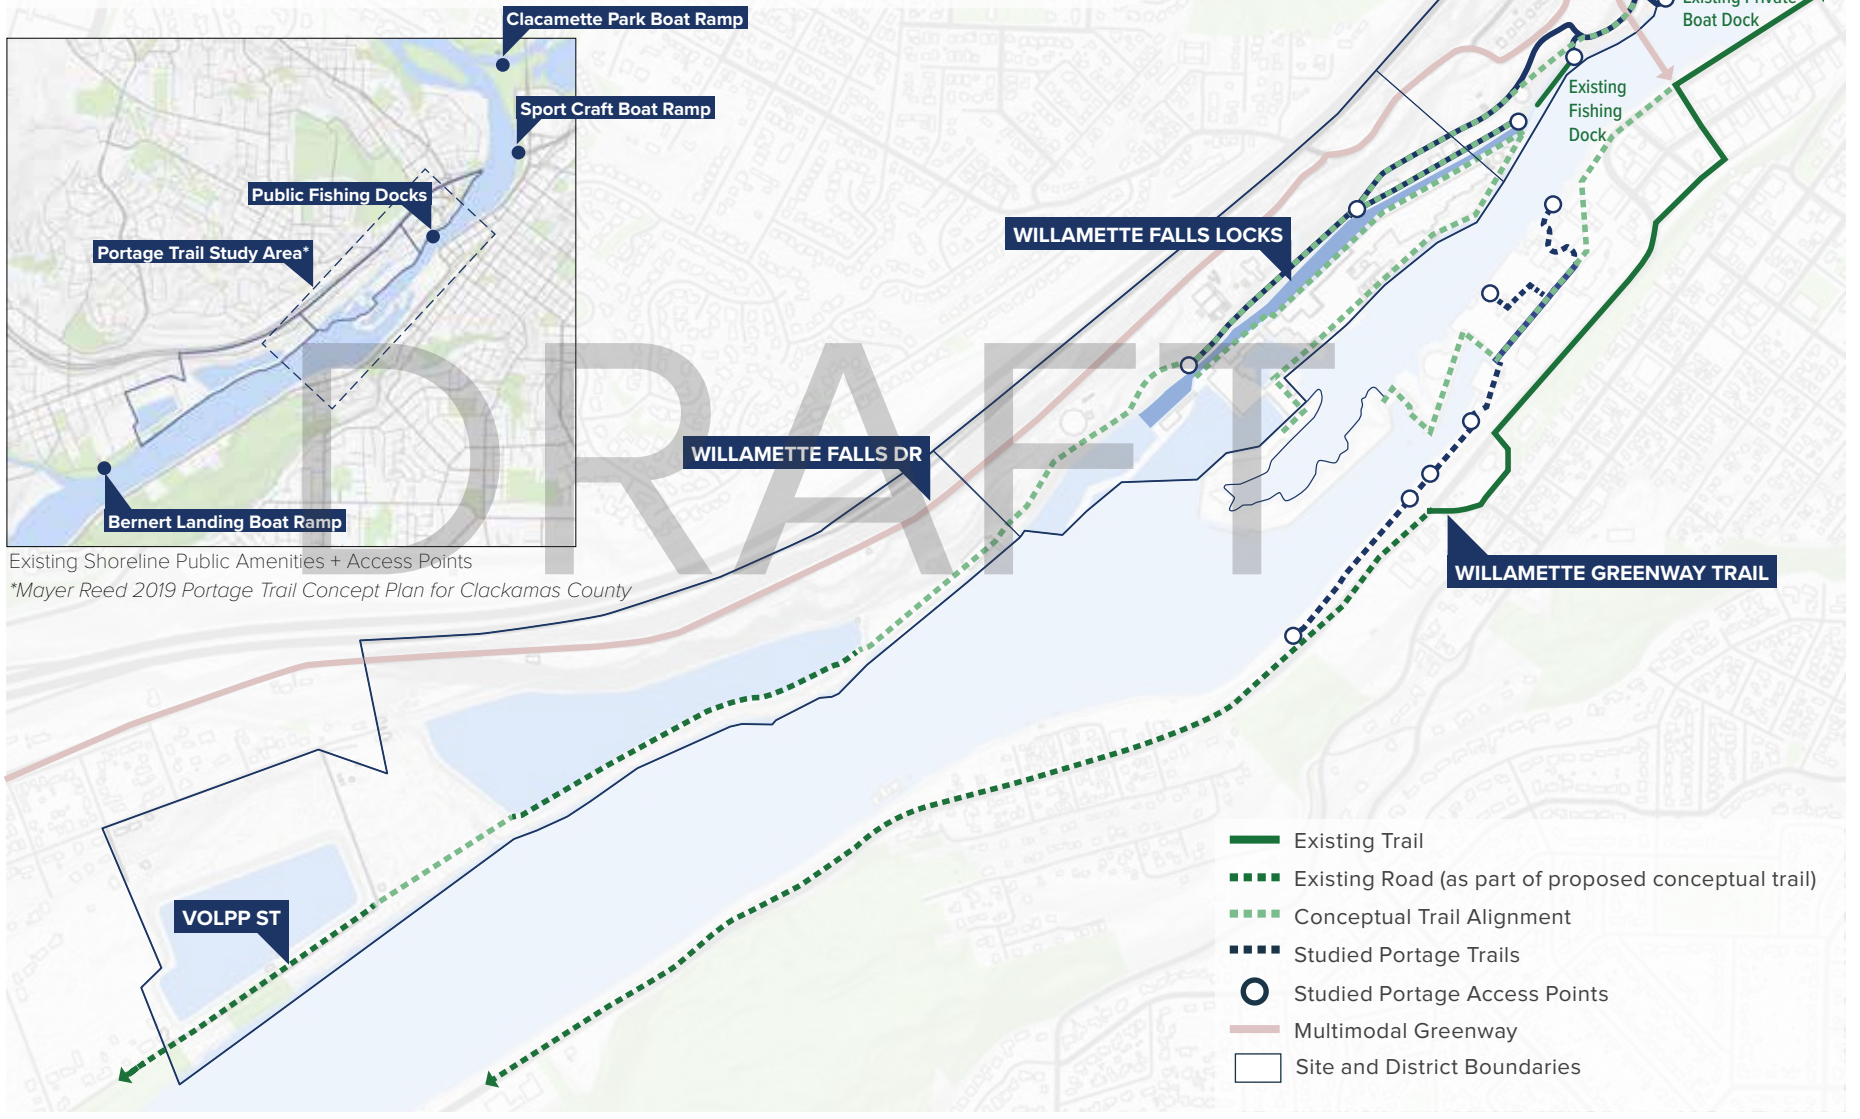 Clacamette Park Boat Ramp
Sport Craft Boat Ramp
Public Fishing Docks
Portage Trail Study Area*
Bernert Landing Boat Ramp
Existing Shoreline Public Amenities + Access Points
*Mayer Reed 2019 Portage Trail Concept Plan for Clackamas County
Existing Private
Boat Dock
Existing
Fishing
Dock
WILLAMETTE FALLS LOCKS
WILLAMETTE FALLS DR
DRAFT
WILLAMETTE GREENWAY TRAIL
VOLPP ST
Existing Trail
Existing Road (as part of proposed conceptual trail)
Conceptual Trail Alignment
Studied Portage Trails
Studied Portage Access Points
Multimodal Greenway
Site and District Boundaries